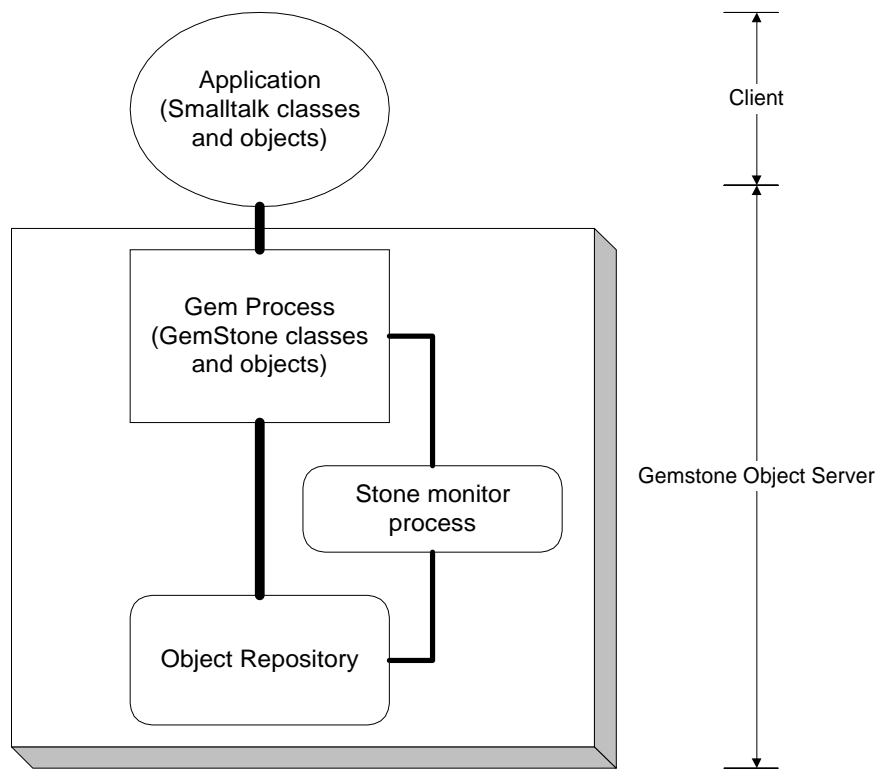 Application
(Smalltalk classes
and objects)
Client
Gem Process
(GemStone classes
and objects)
Gemstone Object Server
Stone monitor
process
Object Repository